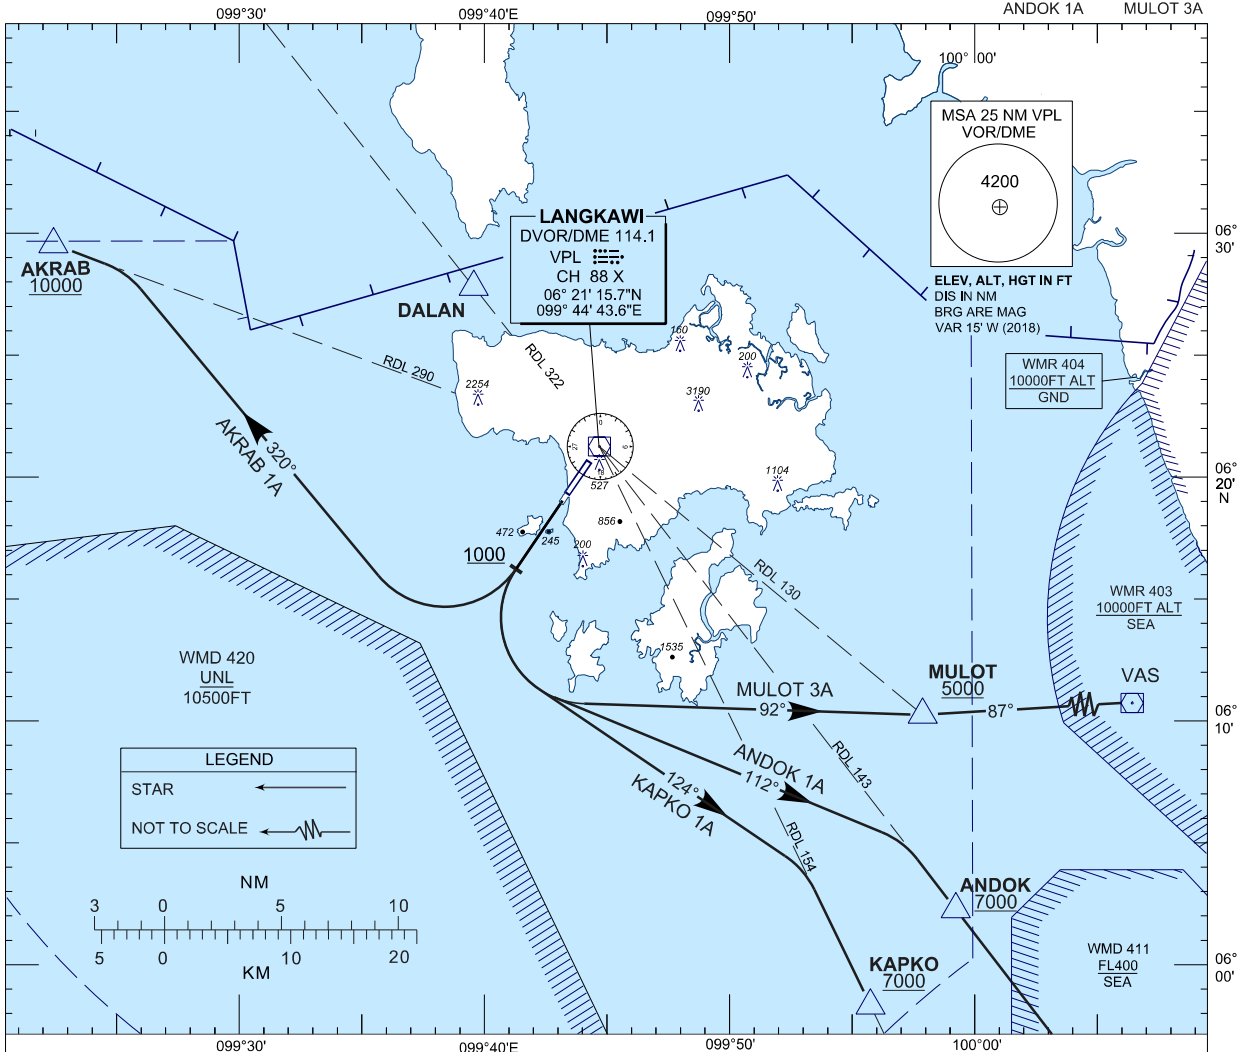 ANDOK 1A MULOT 3A
099°30' 099°40'E 099°50'
100° 00'
MSA 25 NM VPL
VOR/DME
4200
LANGKAWI
DVOR/DME 114.1
VPL
CH 88 X
06° 21' 15.7"N
099° 44' 43.6"E
06°
30'
AKRAB
10000
DALAN
ELEV, ALT, HGT IN FT
DIS IN NM
BRG ARE MAG
VAR 15' W (2018)
160
200
RDL 290
RDL 322
2254
3190
WMR 404
10000FT ALT
GND
AKRAB 1A
320°
0
9
18
27
527
1104
06°
20'
N
856
472
245
200
1000
RDL 130
WMR 403
10000FT ALT
SEA
1535
WMD 420
UNL
10500FT
MULOT 3A
92°
MULOT
5000
87°
VAS
06°
10'
LEGEND
STAR
NOT TO SCALE
ANDOK 1A
112°
RDL 143
124°
KAPKO 1A
RDL 154
NM
3 0 5 10
5 0 10 20
KM
ANDOK
7000
KAPKO
7000
WMD 411
FL400
SEA
06°
00'
099°30' 099°40'E 099°50' 100°00'